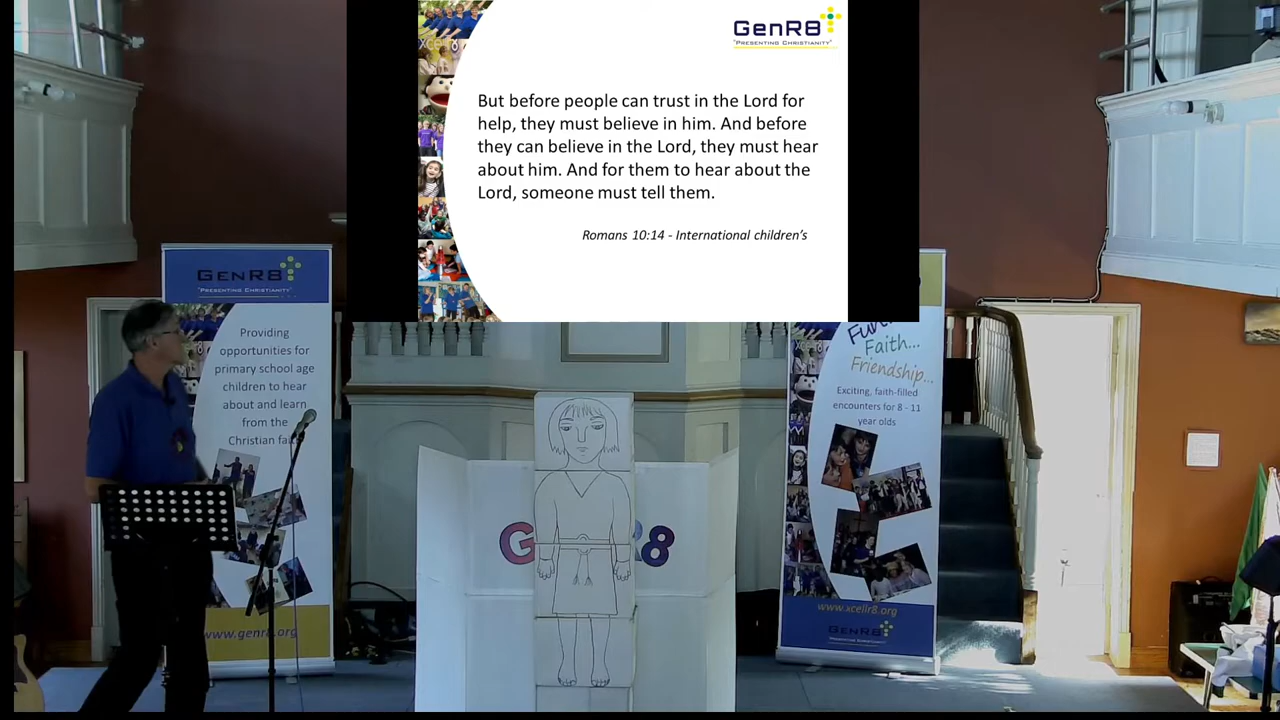 GenR8
"PRESENTING CHRISTIANITY"
But before people can trust in the Lord for
help, they must believe in him. And before
they can believe in the Lord, they must hear
about him. And for them to hear about the
Lord, someone must tell them.
Romans 10:14 - International children's
GenR8
"PRESENTING CHRISTIANITY"
Providing
opportunities for
primary school age
children to hear
about and learn
from the
Christian
www.genr8.org
G
R8
Faith...
Friendship...
Exciting, faith-filled
encounters for 8 - 11
year olds
www.xcellr8.org
GenR8
PRESENTING CHRISTIANITY